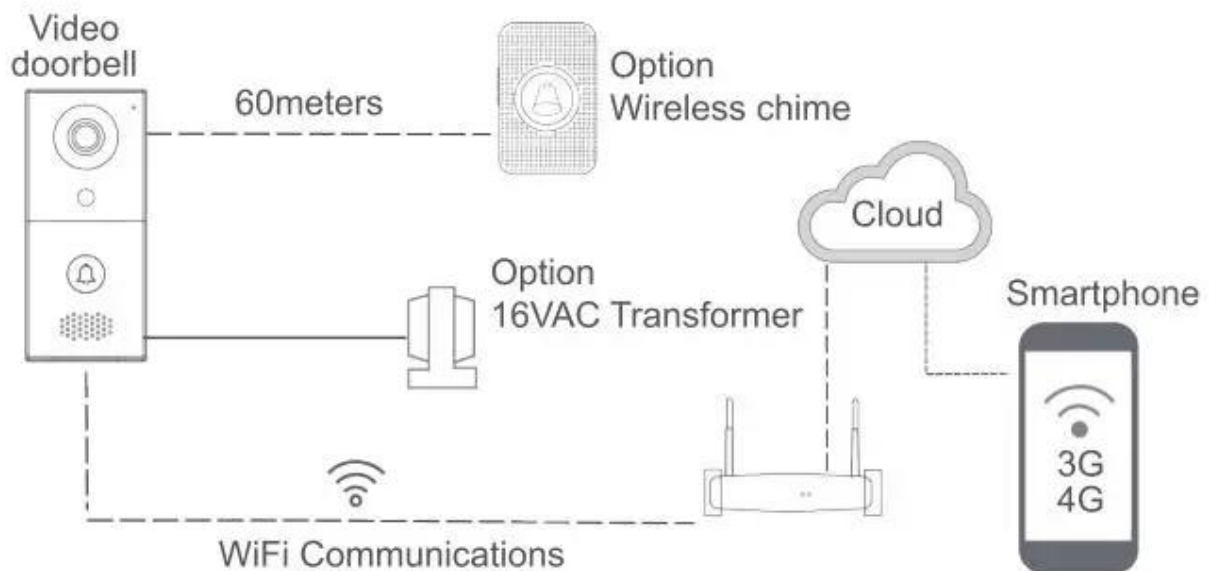 Video
doorbell
60meters
Option
Wireless chime
Cloud
Option
16VAC Transformer
Smartphone
3G
4G
WiFi Communications